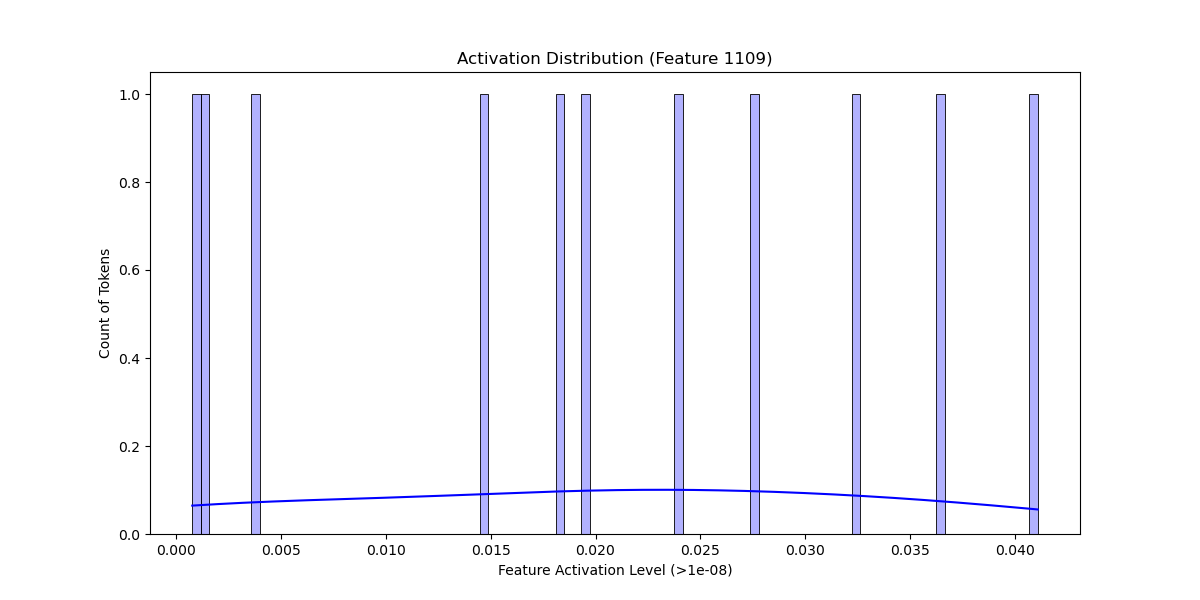 Activation Distribution (Feature 1109)
1.0
0.8
0.6
0.4
0.2
0.0
Count of Tokens
0.000 0.005 0.010 0.015 0.020 0.025 0.030 0.035 0.040
Feature Activation Level (>1e-08)